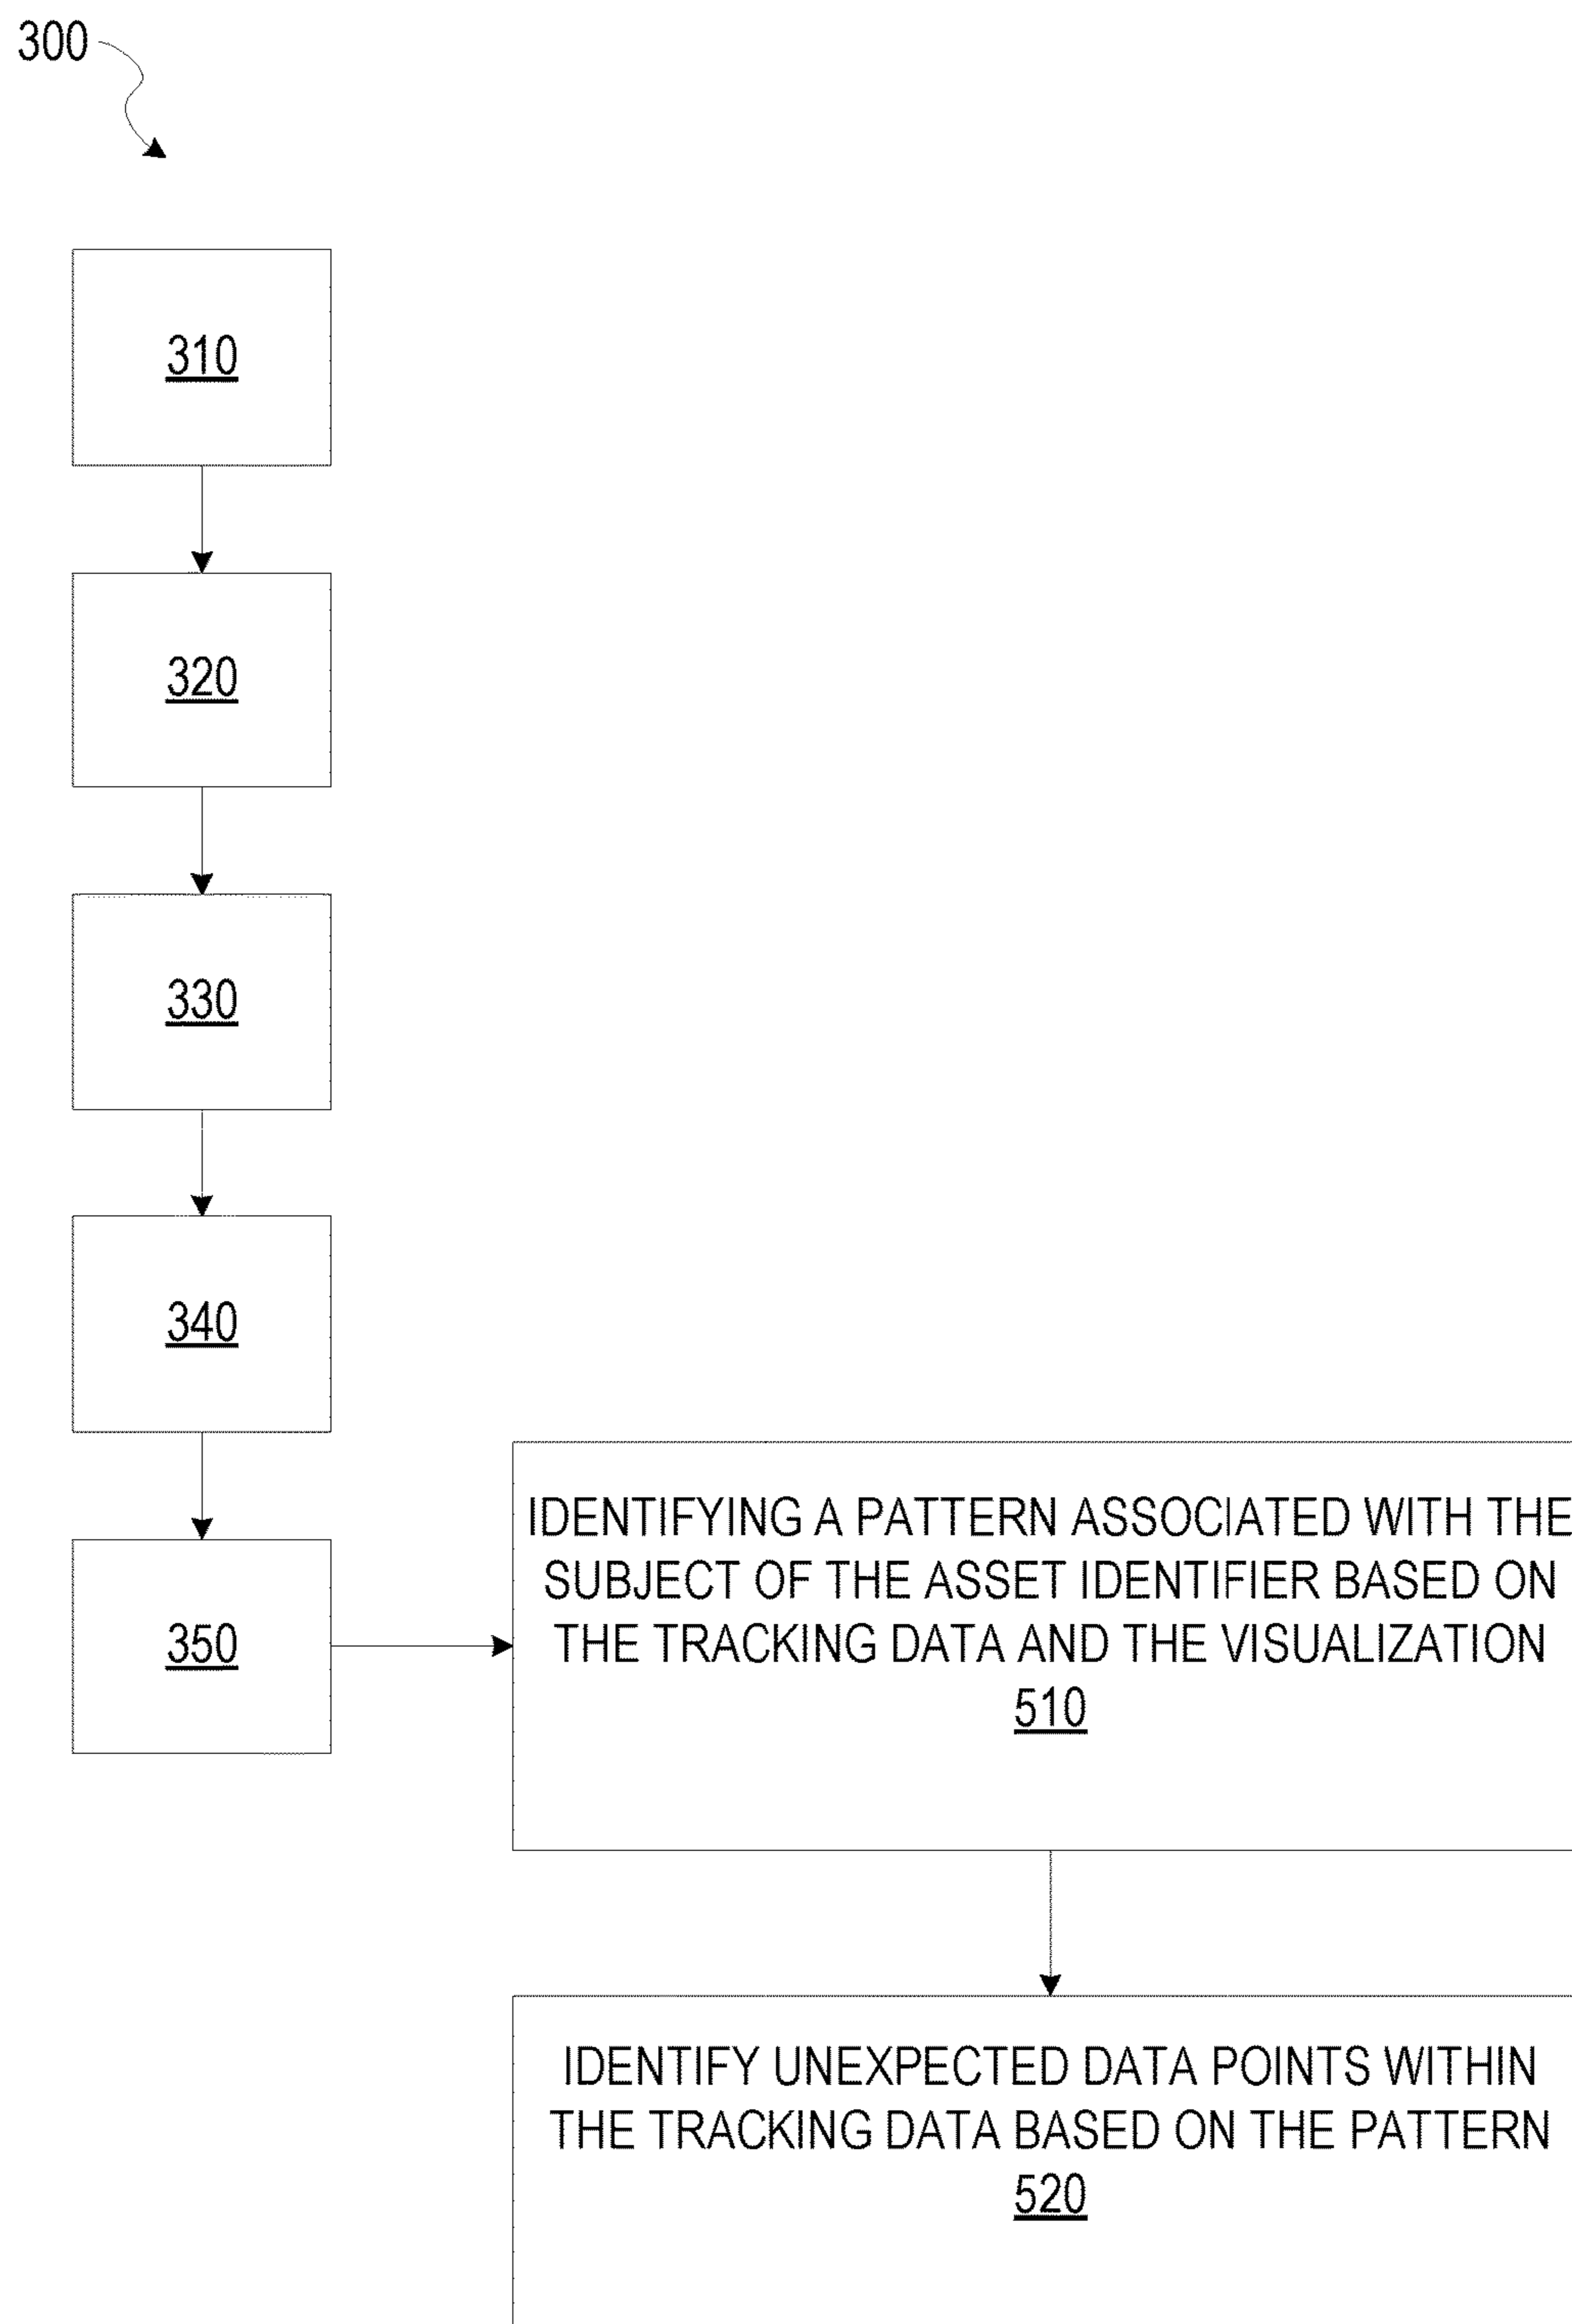 300
310
320
330
340
350
IDENTIFYING A PATTERN ASSOCIATED WITH THE
SUBJECT OF THE ASSET IDENTIFIER BASED ON
THE TRACKING DATA AND THE VISUALIZATION
510
IDENTIFY UNEXPECTED DATA POINTS WITHIN
THE TRACKING DATA BASED ON THE PATTERN
520